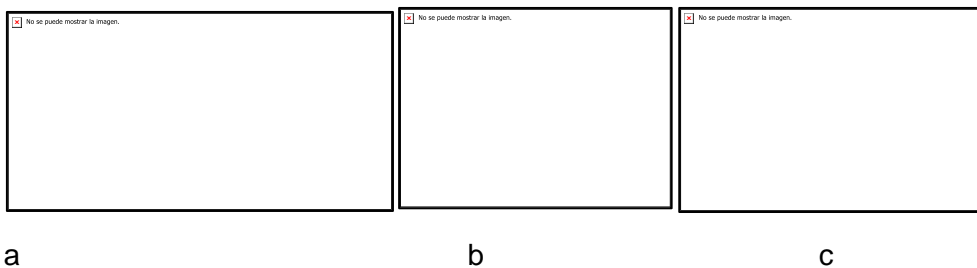 No se puede mostrar la imagen. No se puede mostrar la imagen. No se puede mostrar la imagen.
a b c